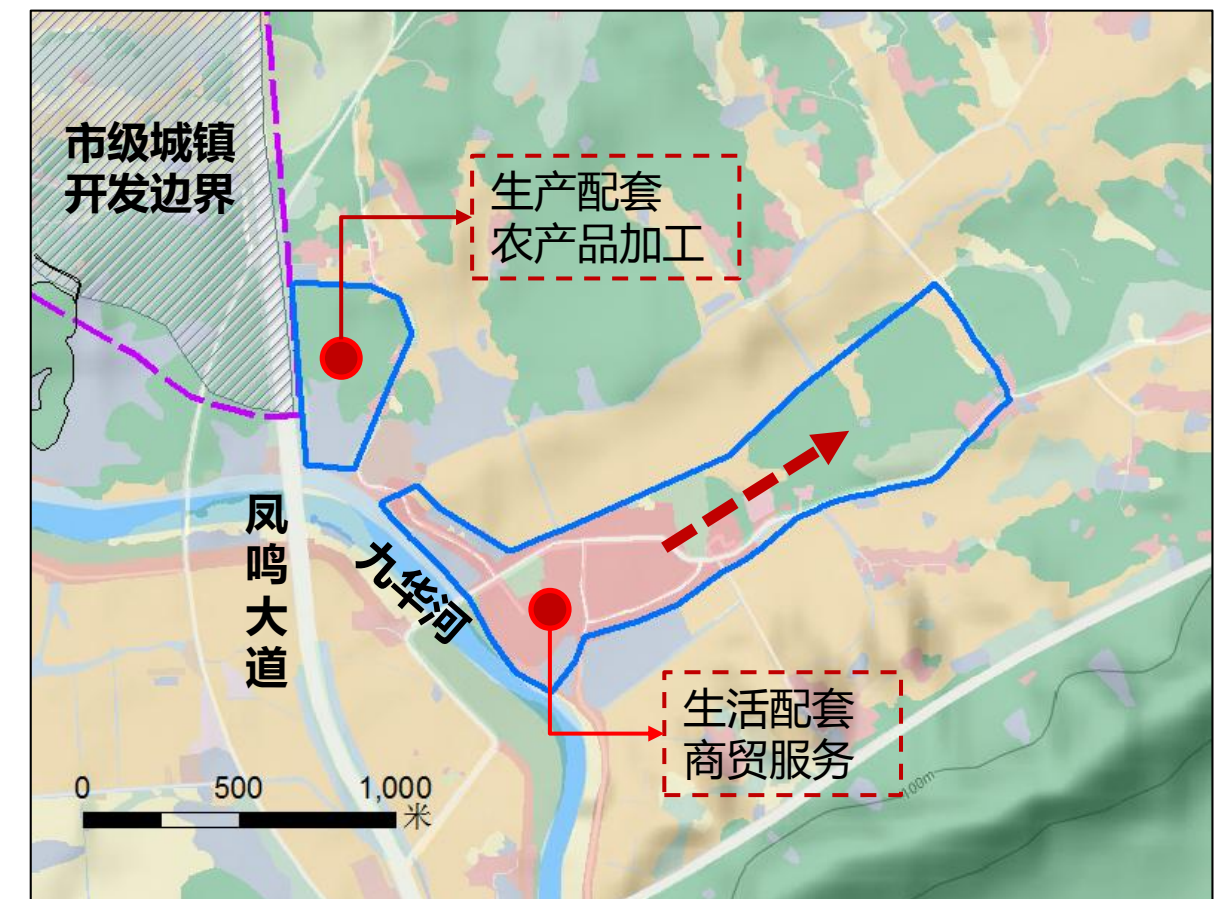 市级城镇
开发边界
生产配套
农产品加工
凤鸣大道
九华河
生活配套
商贸服务
0 500 1,000
米
100m